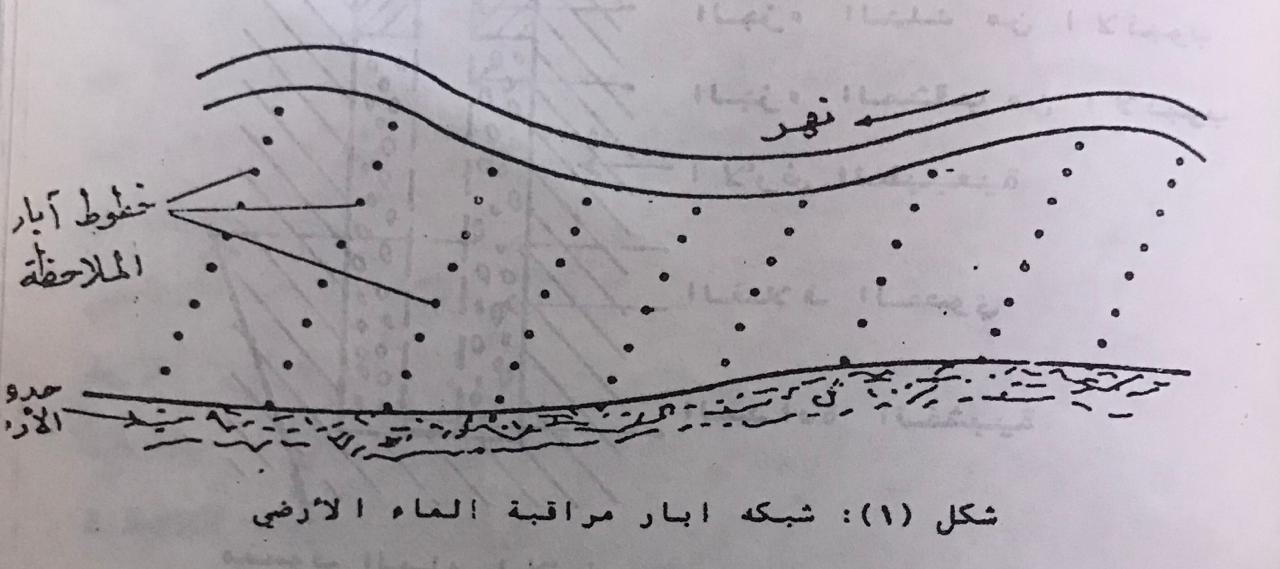 نهر
خطوط آبار
الملاحظة
حدو
الأر
شكل (١): شبكه ابار مراقبة الماء الأرضي